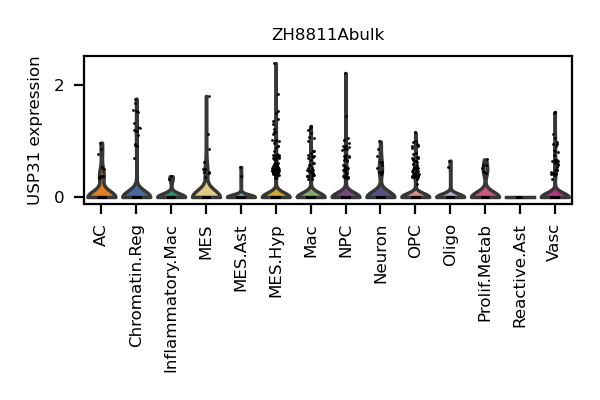 ZH8811Abulk
USP31 expression
2
0
AC
Chromatin.Reg
Inflammatory.Mac
MES
MES.Ast
MES.Hyp
Mac
NPC
Neuron
OPC
Oligo
Prolif.Metab
Reactive.Ast
Vasc